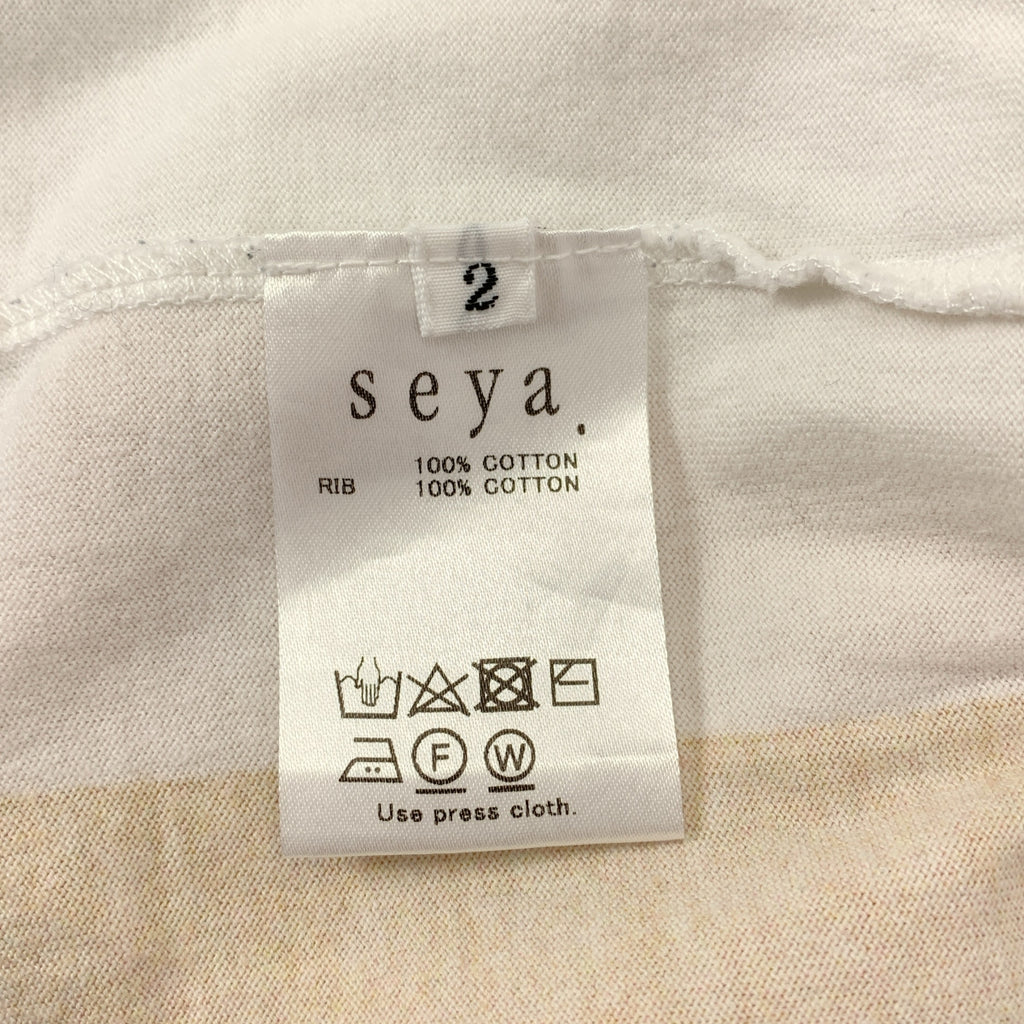 2
seya.
100% COTTON
RIB 100% COTTON
F W
Use press cloth.